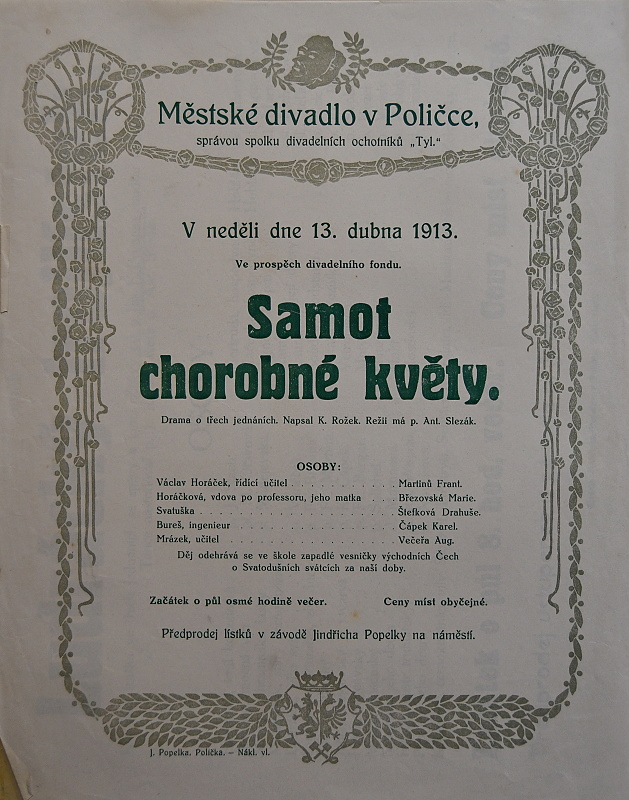 Městské divadlo v Poličce,
správou spolku divadelních ochotníků „Tyl.“
V neděli dne 13. dubna 1913.
Ve prospěch divadelního fondu.
Samot
chorobné květy.
Drama o třech jednáních. Napsal K. Rožek. Režii má p. Ant. Slezák.
OSOBY:
Václav Horáček, řídící učitel . . . . . . . . . . . Martinů Frant.
Horáčková, vdova po professoru, jeho matka . . . Březovská Marie.
Svatuška . . . . . . . . . . . . . . . . . . . . Štefková Drahuše.
Bureš, ingenieur . . . . . . . . . . . . . . . . Čápek Karel.
Mrázek, učitel . . . . . . . . . . . . . . . . . Večeřa Aug.
Děj odehrává se ve škole zapadlé vesničky východních Čech
o Svatodušních svátcích za naší doby.
Začátek o půl osmé hodině večer. Ceny míst obyčejné.
Předprodej lístků v závodě Jindřicha Popelky na náměstí.
J. Popelka. Polička. – Nákl. vl.